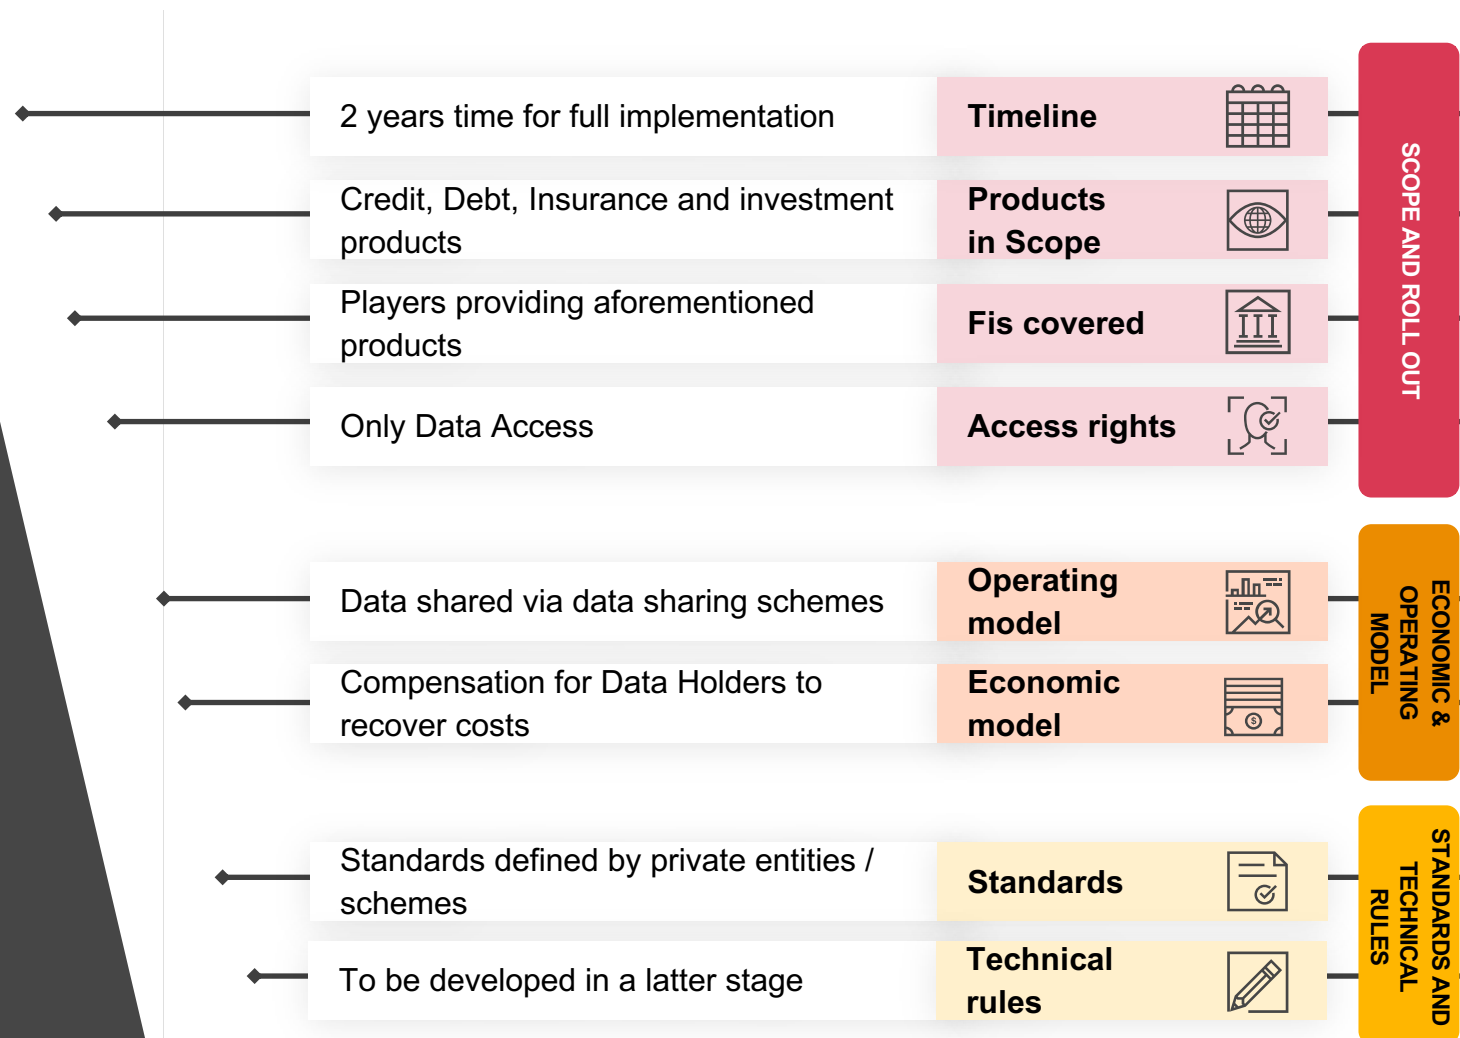 2 years time for full implementation
Timeline
Credit, Debt, Insurance and investment
products
Products
in Scope
Players providing aforementioned
products
Fis covered
Only Data Access
Access rights
SCOPE AND ROLL OUT
Data shared via data sharing schemes
Operating
model
Compensation for Data Holders to
recover costs
Economic
model
$
ECONOMIC &
OPERATING
MODEL
Standards defined by private entities /
schemes
Standards
To be developed in a latter stage
Technical
rules
STANDARDS AND
TECHNICAL
RULES